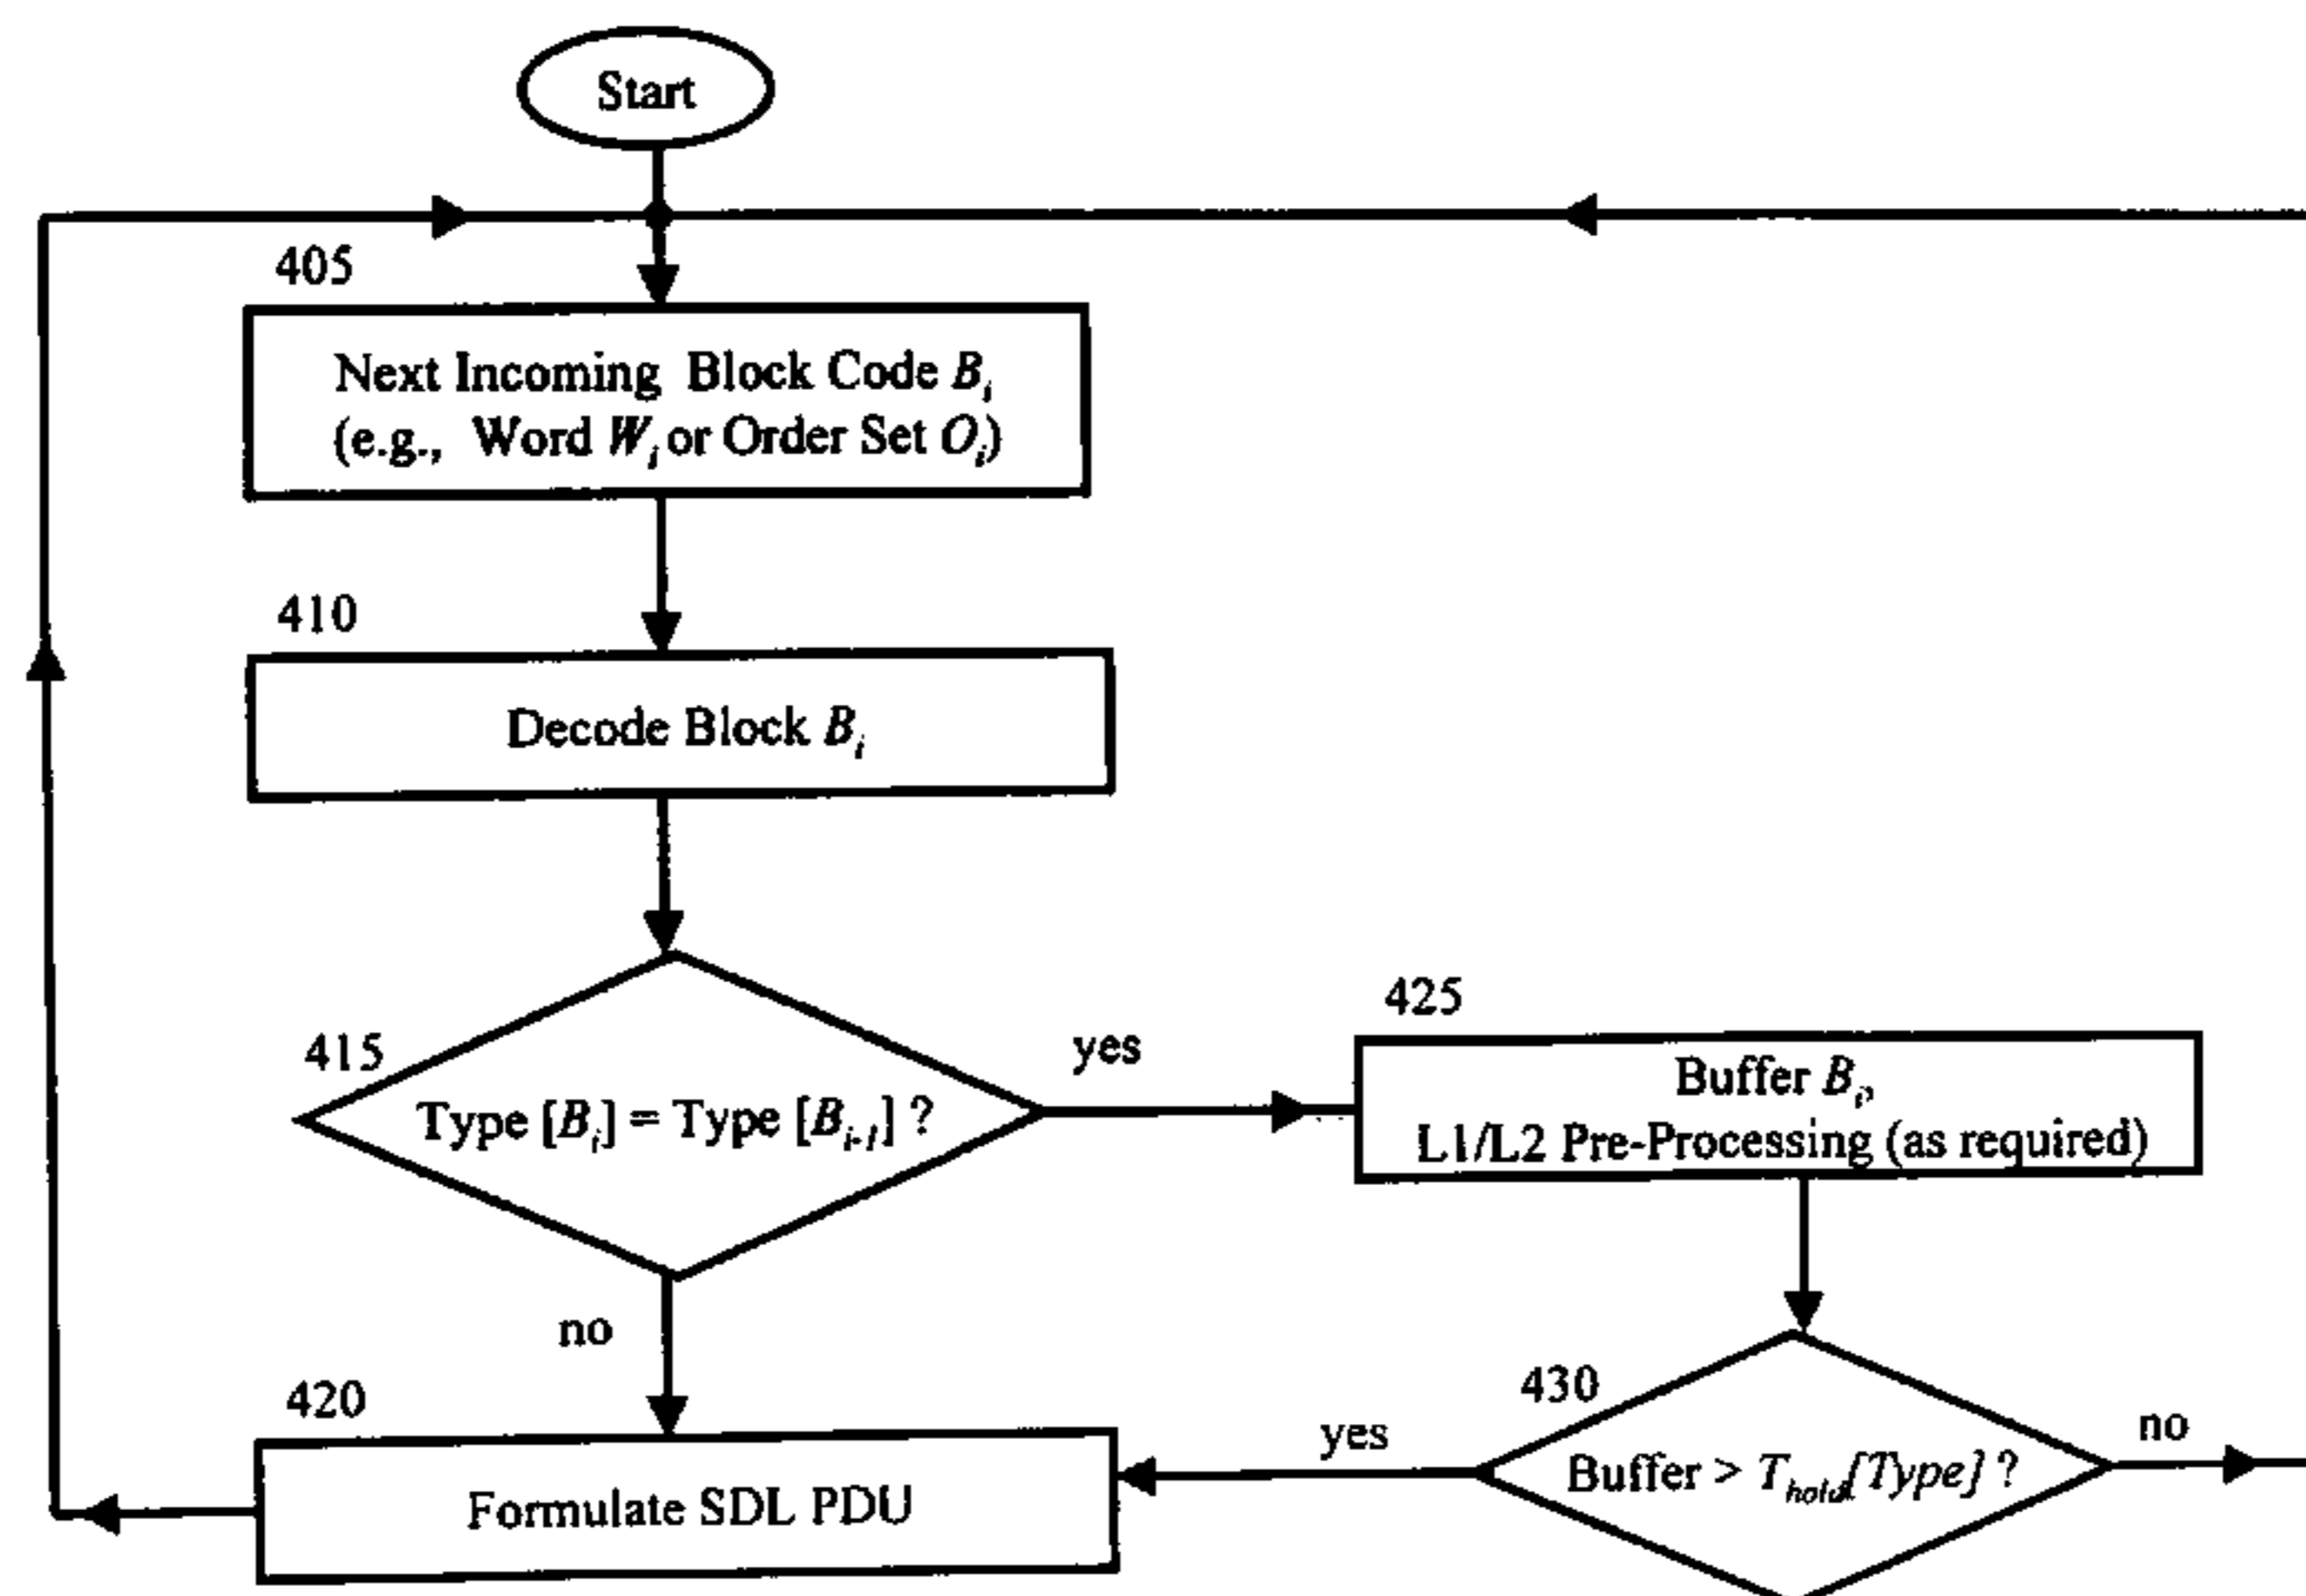 Start
405
Next Incoming Block Code Bi
(e.g., Word Wi or Order Set Oi)
410
Decode Block Bi
415
Type [Bi] = Type [Bi-1] ?
yes
no
425
Buffer Bi,
L1/L2 Pre-Processing (as required)
430
Buffer > Thold[Type] ?
yes
no
420
Formulate SDL PDU